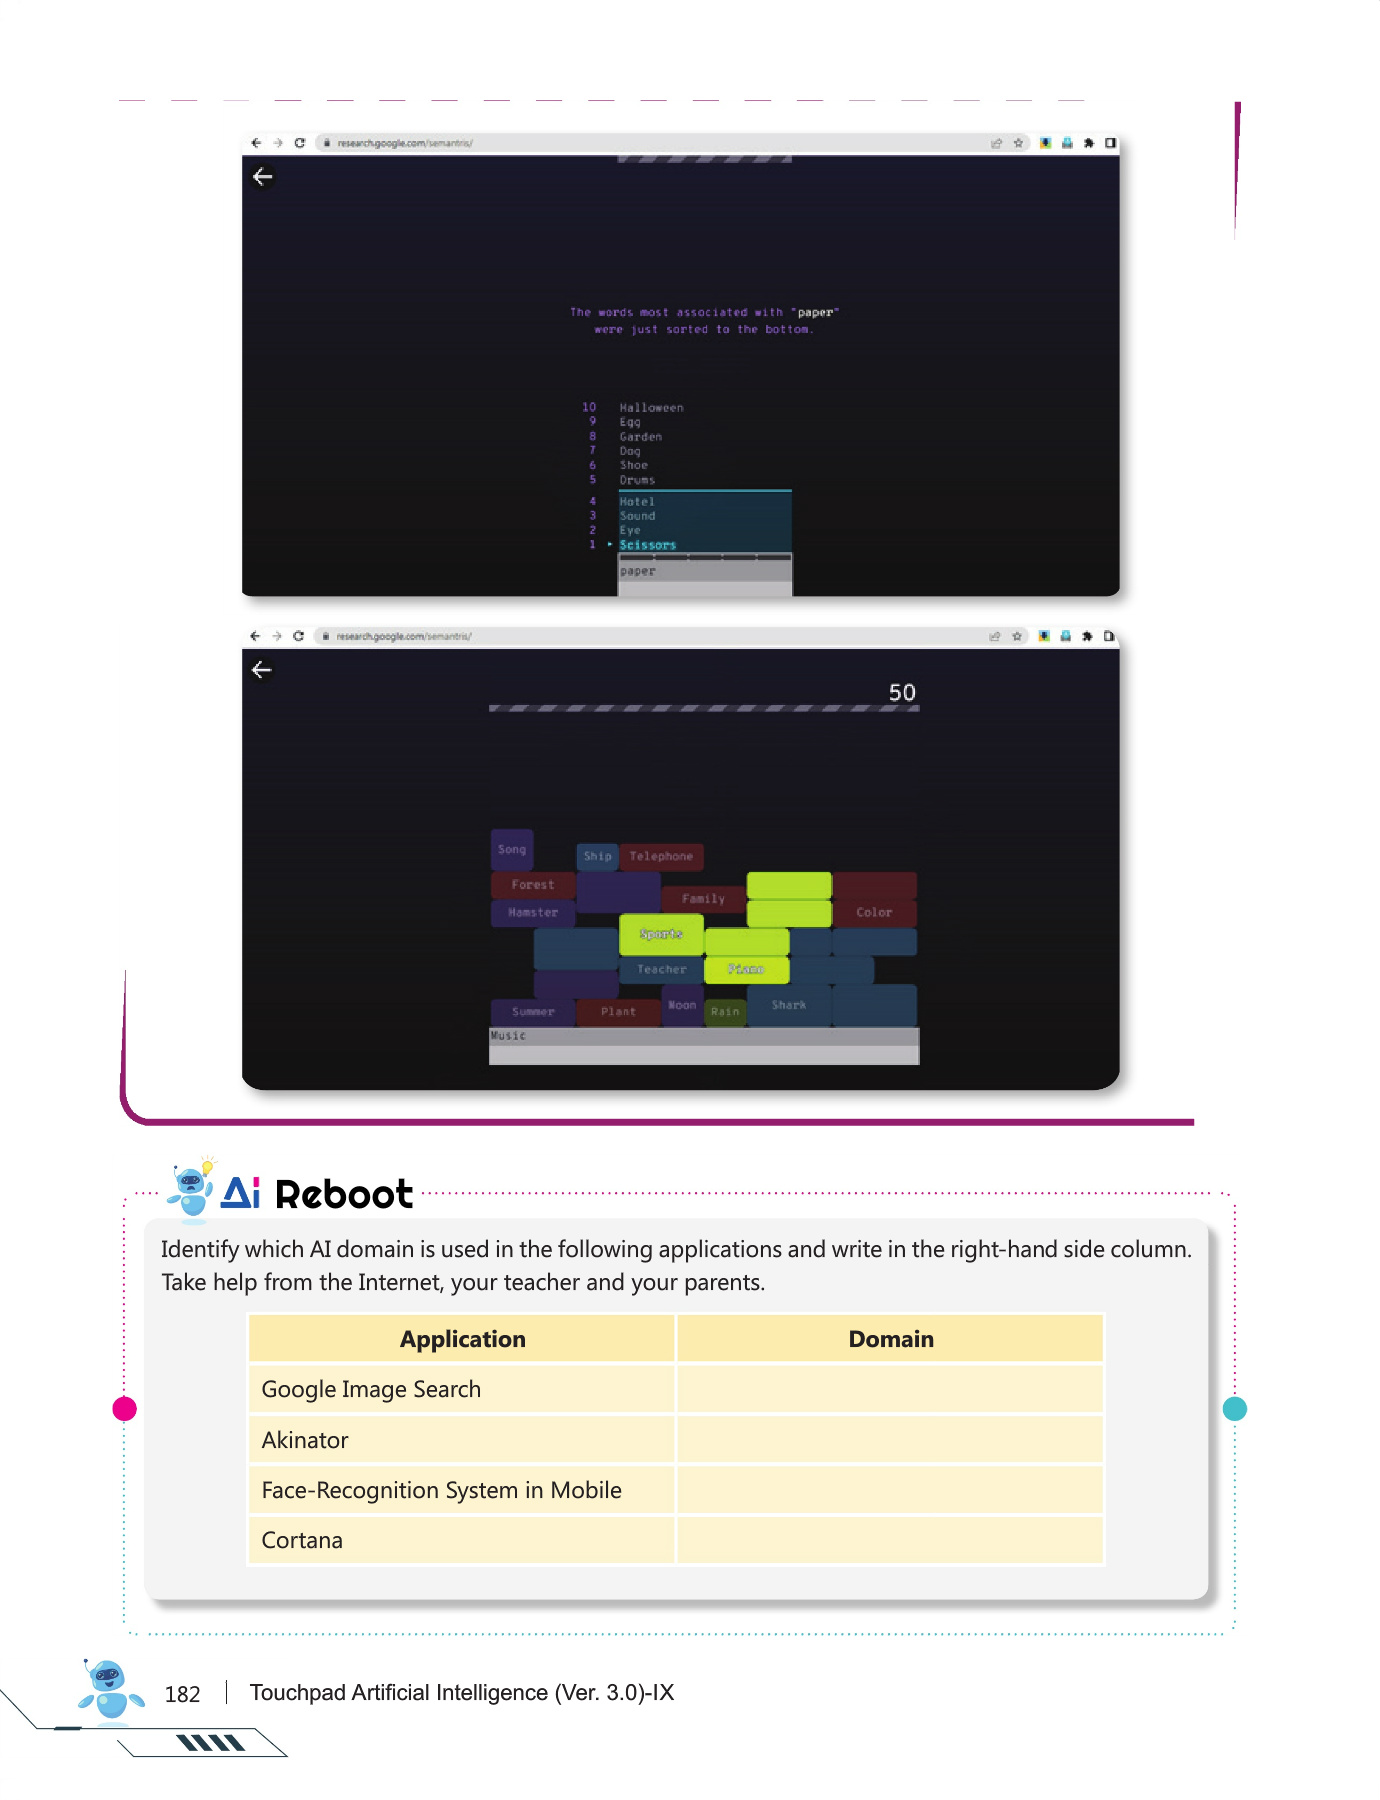 research.google.com/semantris/
The words most associated with "paper"
were just sorted to the bottom.
10 Halloween
9 Egg
8 Garden
7 Dog
6 Shoe
5 Drums
4 Hotel
3 Sound
2 Eye
1 Scissors
paper
research.google.com/semantris/
50
Song
Ship Telephone
Forest
Family
Hamster
Color
Sports
Teacher Piano
Moon
Shark
Summer Plant Rain
Music
Ai Reboot
Identify which AI domain is used in the following applications and write in the right-hand side column.
Take help from the Internet, your teacher and your parents.
Application Domain
Google Image Search
Akinator
Face-Recognition System in Mobile
Cortana
182 Touchpad Artificial Intelligence (Ver. 3.0)-IX